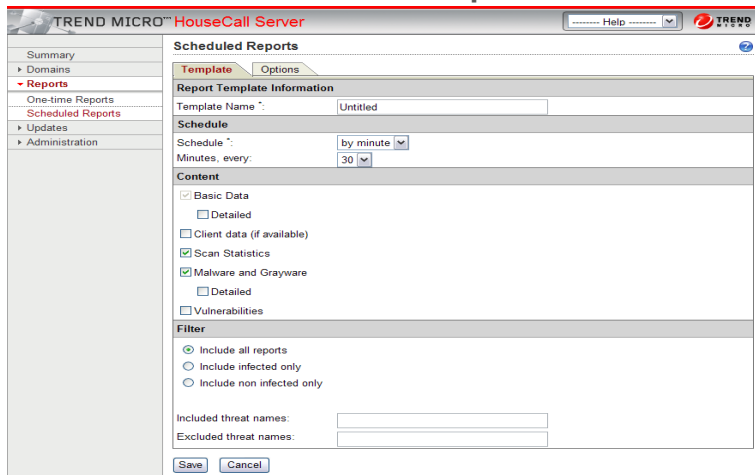 TREND MICRO™ HouseCall Server
-------- Help --------
TREND MICRO
Summary
Domains
Reports
One-time Reports
Scheduled Reports
Updates
Administration
Scheduled Reports
Template
Options
Report Template Information
Template Name *:
Untitled
Schedule
Schedule *:
by minute
Minutes, every:
30
Content
Basic Data
Detailed
Client data (if available)
Scan Statistics
Malware and Grayware
Detailed
Vulnerabilities
Filter
Include all reports
Include infected only
Include non infected only
Included threat names:
Excluded threat names:
Save
Cancel